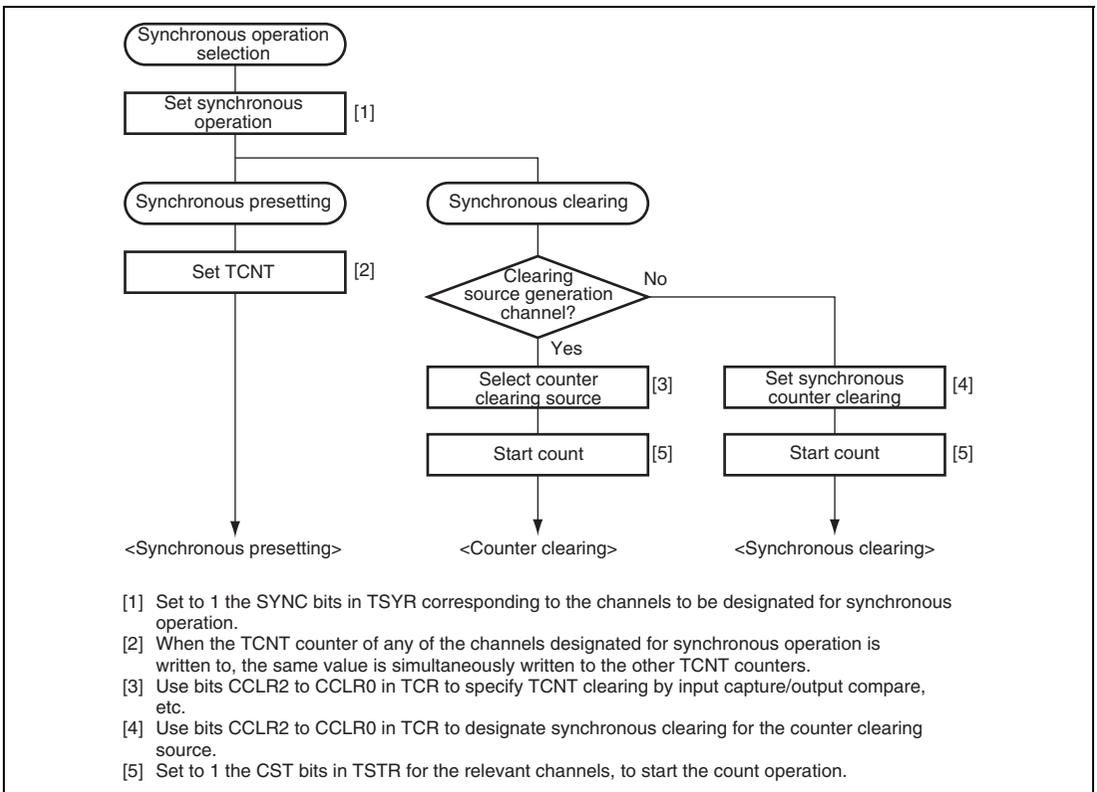 Synchronous operation
selection
Set synchronous
operation
[1]
Synchronous presetting
Synchronous clearing
Set TCNT
[2]
Clearing
source generation
channel?
No
Yes
Select counter
clearing source
[3]
Set synchronous
counter clearing
[4]
Start count
[5]
Start count
[5]
<Synchronous presetting>
<Counter clearing>
<Synchronous clearing>
[1] Set to 1 the SYNC bits in TSYR corresponding to the channels to be designated for synchronous
operation.
[2] When the TCNT counter of any of the channels designated for synchronous operation is
written to, the same value is simultaneously written to the other TCNT counters.
[3] Use bits CCLR2 to CCLR0 in TCR to specify TCNT clearing by input capture/output compare,
etc.
[4] Use bits CCLR2 to CCLR0 in TCR to designate synchronous clearing for the counter clearing
source.
[5] Set to 1 the CST bits in TSTR for the relevant channels, to start the count operation.